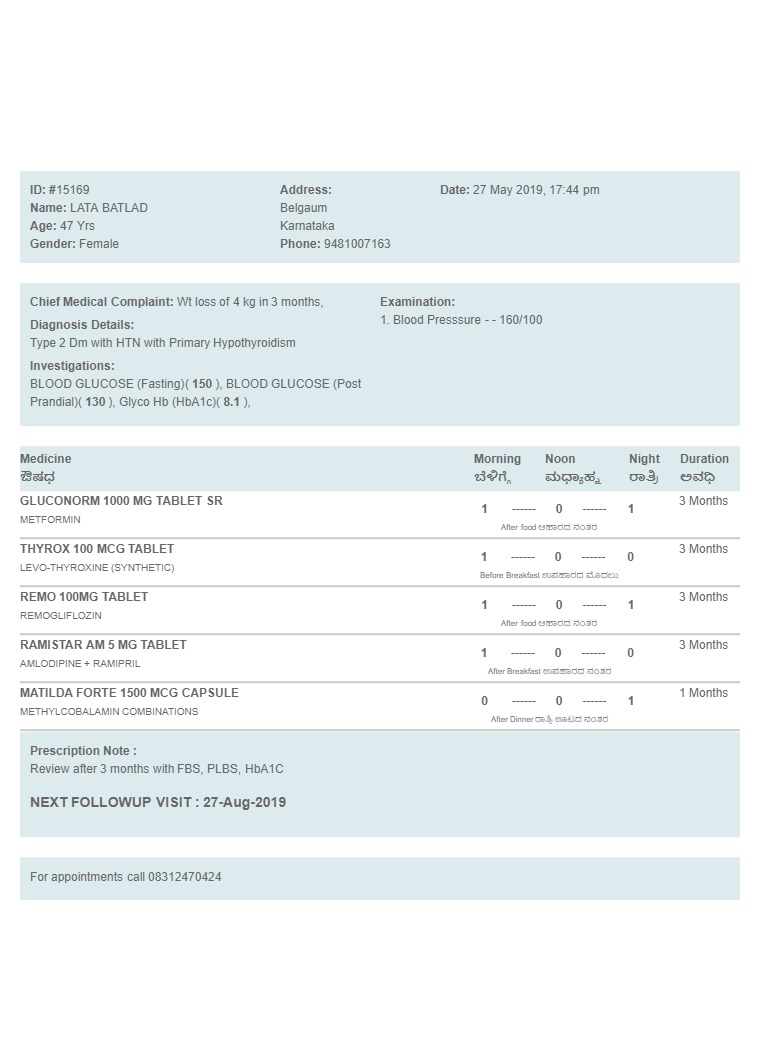 ID: #15169
Name: LATA BATLAD
Age: 47 Yrs
Gender: Female
Address:
Belgaum
Karnataka
Phone: 9481007163
Date: 27 May 2019, 17:44 pm
Chief Medical Complaint: Wt loss of 4 kg in 3 months,
Diagnosis Details:
Type 2 Dm with HTN with Primary Hypothyroidism
Investigations:
BLOOD GLUCOSE (Fasting)( 150 ), BLOOD GLUCOSE (Post
Prandial)( 130 ), Glyco Hb (HbA1c)( 8.1 ),
Examination:
1. Blood Presssure - - 160/100
Medicine Morning Noon Night Duration
ಔಷಧ ಬೆಳಿಗ್ಗೆ ಮಧ್ಯಾಹ್ನ ರಾತ್ರಿ ಅವಧಿ
GLUCONORM 1000 MG TABLET SR 3 Months
1 ------ 0 ------ 1
METFORMIN
After food ಆಹಾರದ ನಂತರ
THYROX 100 MCG TABLET 3 Months
1 ------ 0 ------ 0
LEVO-THYROXINE (SYNTHETIC)
Before Breakfast ಉಪಹಾರದ ಮೊದಲು
REMO 100MG TABLET 3 Months
1 ------ 0 ------ 1
REMOGLIFLOZIN
After food ಆಹಾರದ ನಂತರ
RAMISTAR AM 5 MG TABLET 3 Months
1 ------ 0 ------ 0
AMLODIPINE + RAMIPRIL
After Breakfast ಉಪಹಾರದ ನಂತರ
MATILDA FORTE 1500 MCG CAPSULE 1 Months
0 ------ 0 ------ 1
METHYLCOBALAMIN COMBINATIONS
After Dinner ರಾತ್ರಿ ಊಟದ ನಂತರ
Prescription Note :
Review after 3 months with FBS, PLBS, HbA1C
NEXT FOLLOWUP VISIT : 27-Aug-2019
For appointments call 08312470424